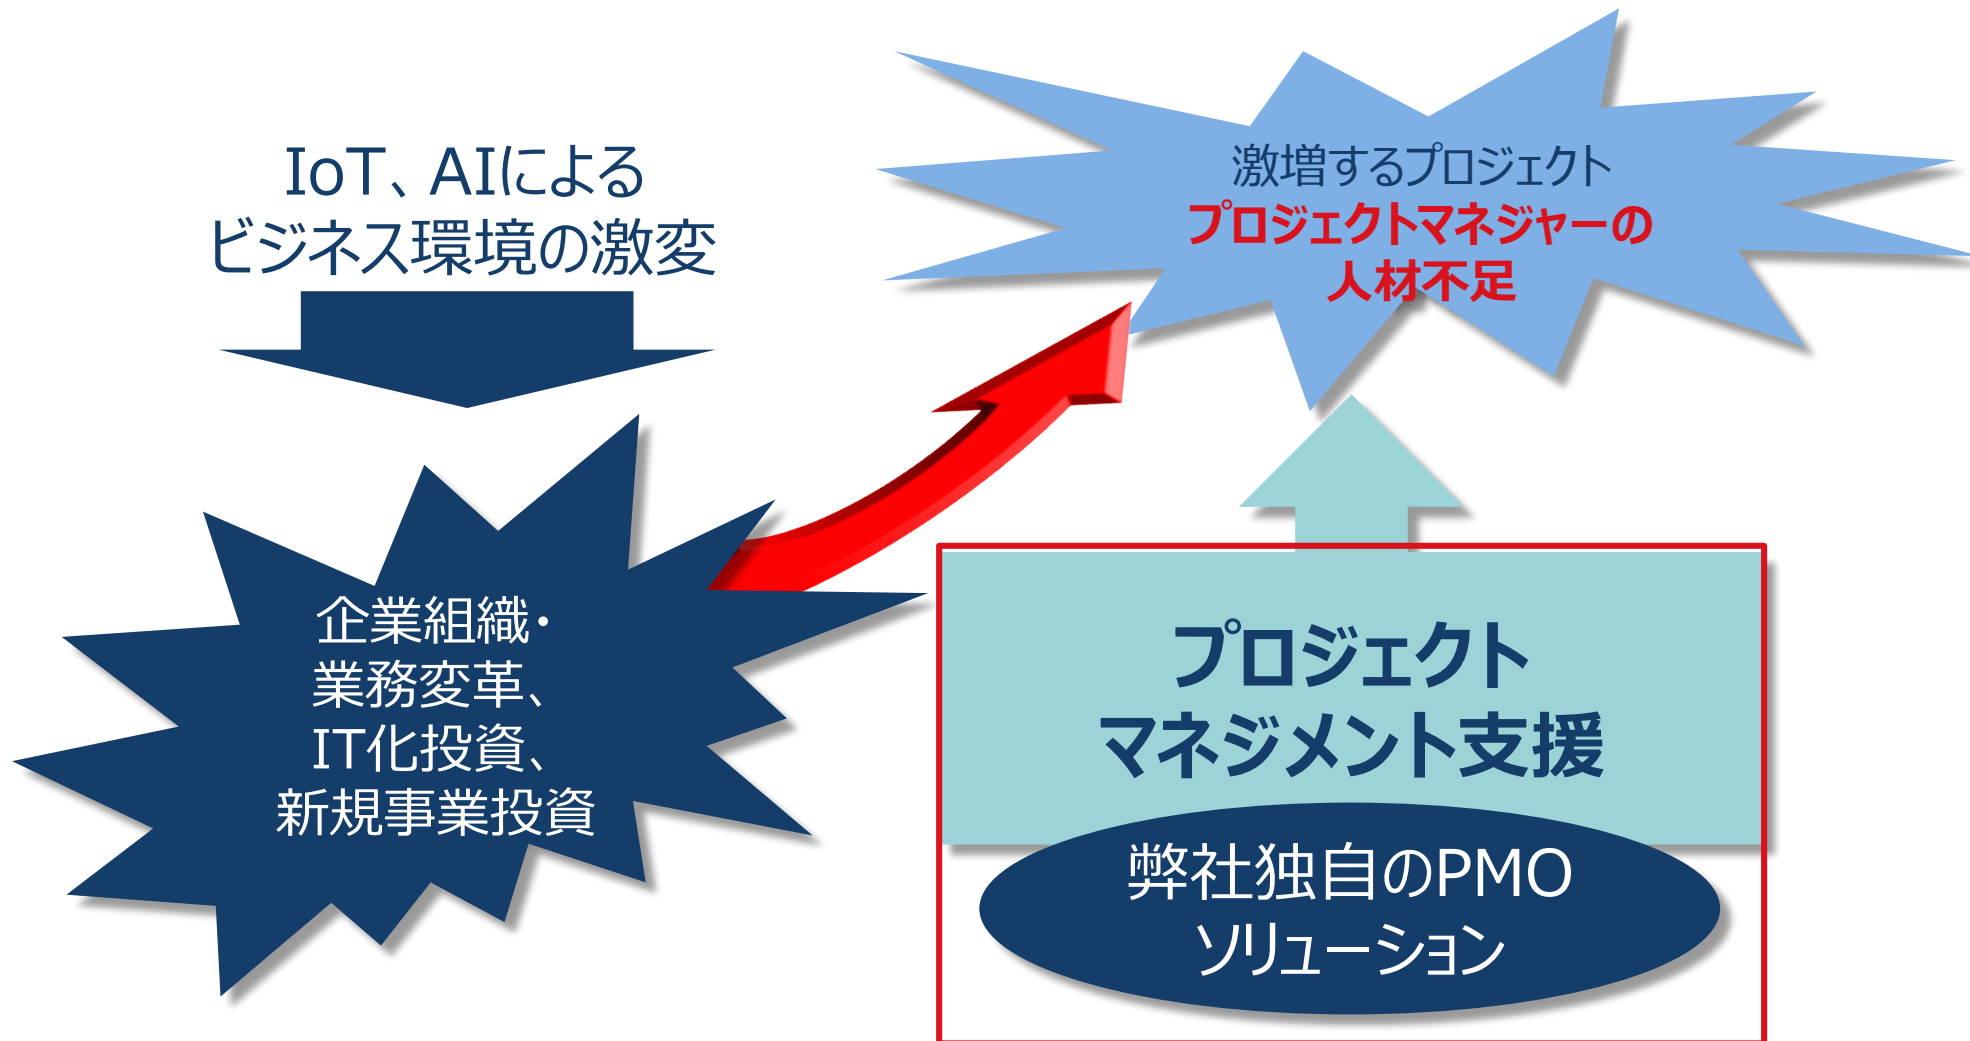 IoT、AIによる
ビジネス環境の激変
激増するプロジェクト
プロジェクトマネジャーの
人材不足
企業組織・
業務変革、
IT化投資、
新規事業投資
プロジェクト
マネジメント支援
弊社独自のPMO
ソリューション